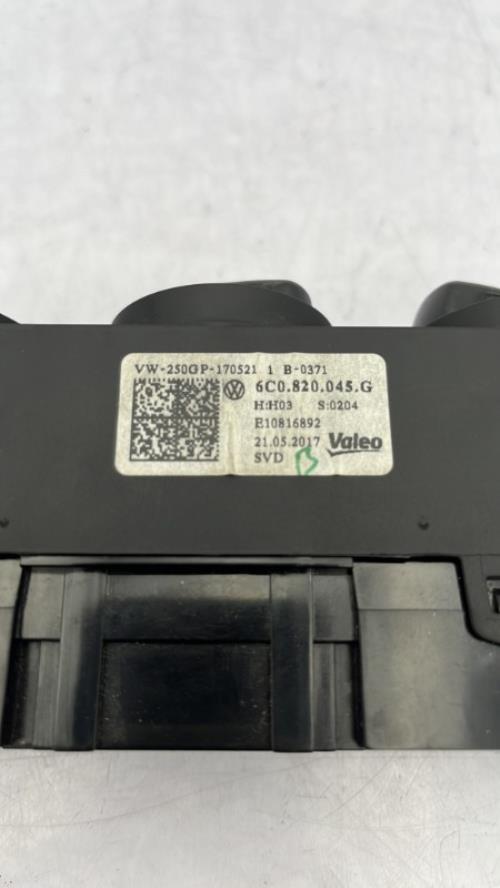 VW-250GP-170521 1 B-0371
6C0.820.045.G
H:H03 S:0204
E10816892
21.05.2017 Valeo
SVD